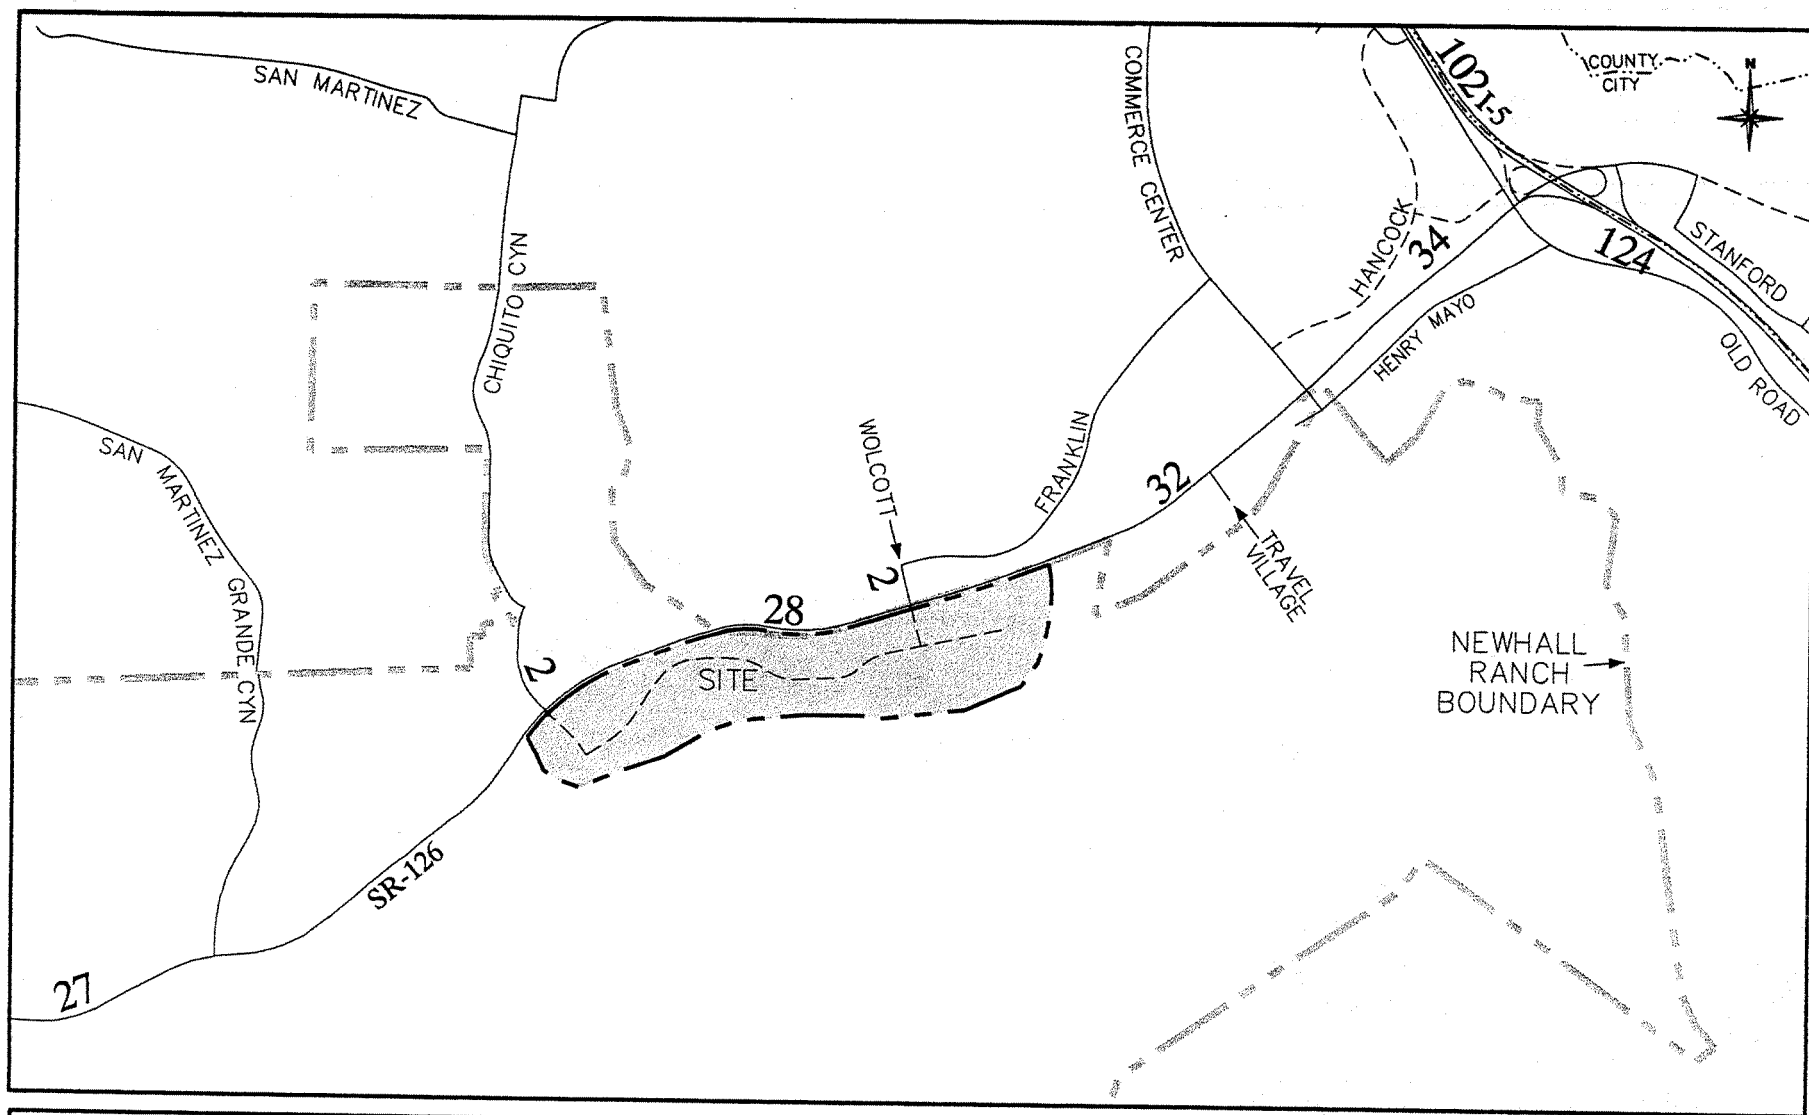 SAN MARTINEZ
COMMERCE CENTER
102
I-5
COUNTY
CITY
N
CHIQUITO CYN
HANCOCK
34
124
STANFORD
HENRY MAYO
OLD ROAD
SAN MARTINEZ GRANDE CYN
WOLCOTT
FRANKLIN
32
TRAVEL
VILLAGE
2
28
2
SITE
NEWHALL
RANCH
BOUNDARY
SR-126
27